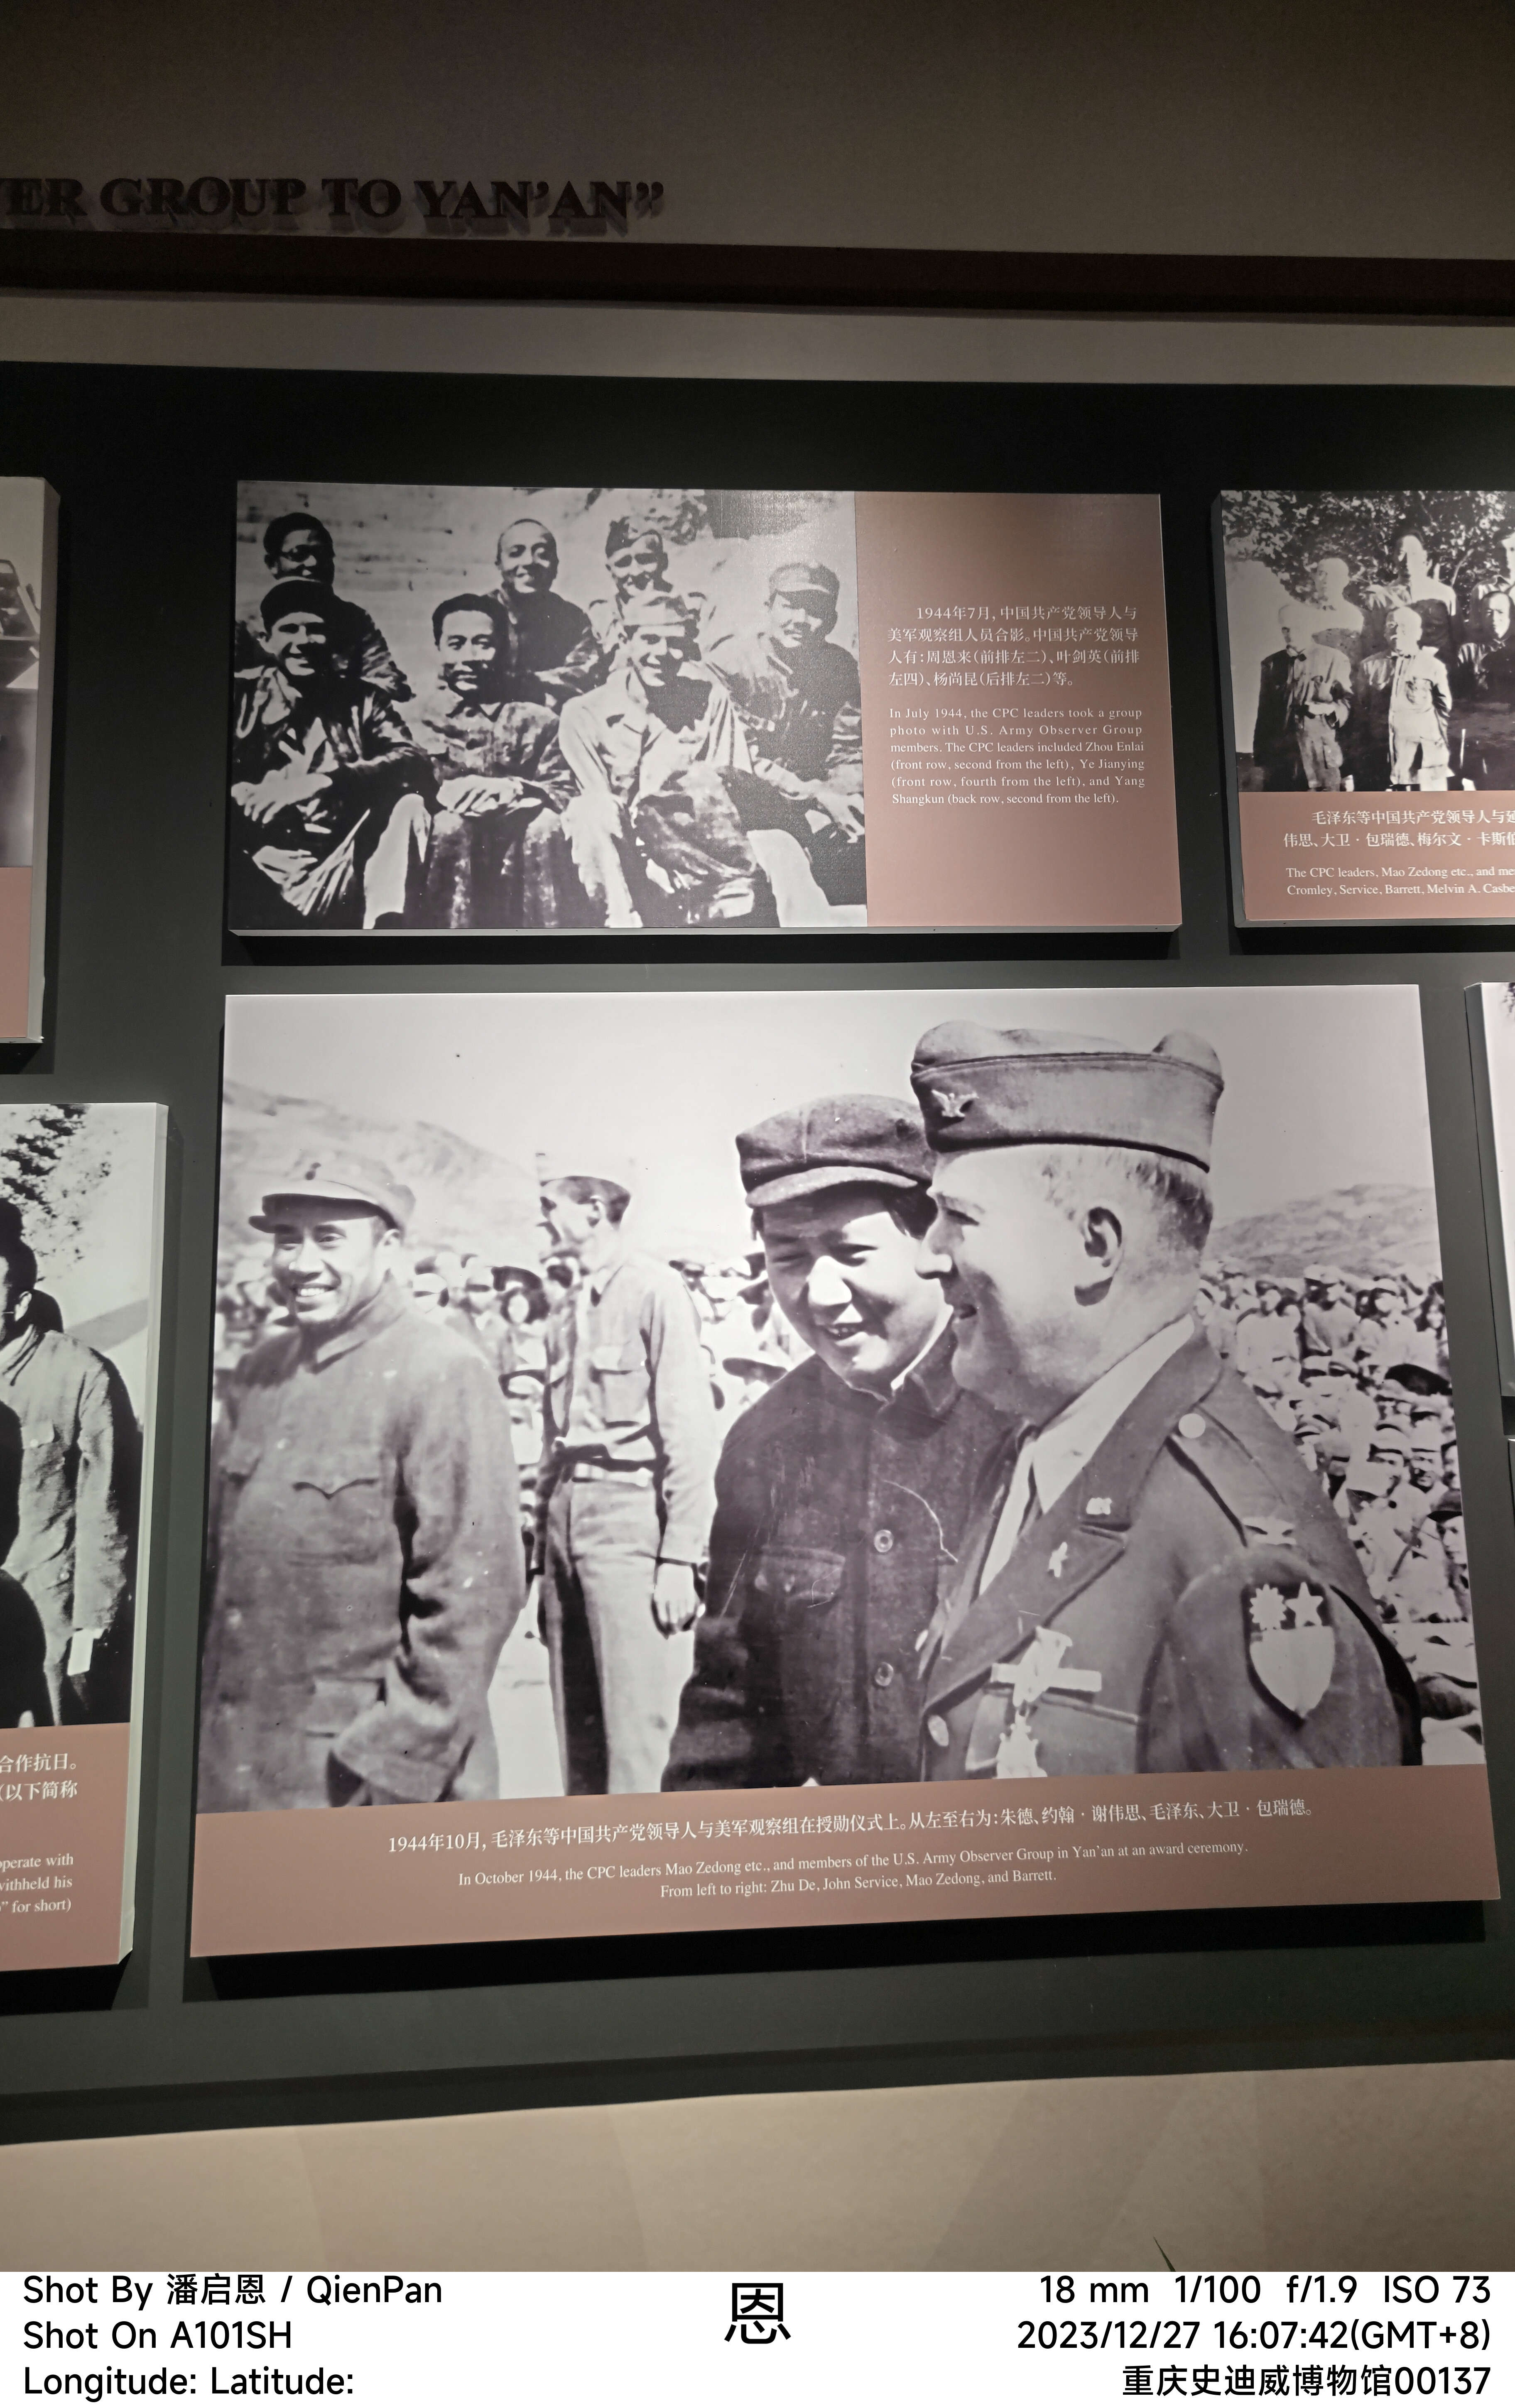 ER GROUP TO YAN’AN”
1944年7月，中国共产党领导人与
美军观察组人员合影。中国共产党领导
人有：周恩来（前排左二）、叶剑英（前排
左四）、杨尚昆（后排左二）等。
In July 1944, the CPC leaders took a group
photo with U.S. Army Observer Group
members. The CPC leaders included Zhou Enlai
(front row, second from the left), Ye Jianying
(front row, fourth from the left), and Yang
Shangkun (back row, second from the left).
毛泽东等中国共产党领导人与
伟思、大卫·包瑞德、梅尔文·卡斯
The CPC leaders, Mao Zedong etc., and me
Cromley, Service, Barrett, Melvin A. Casbe
合作抗日。
（以下简称
operate with
withheld his
” for short)
1944年10月，毛泽东等中国共产党领导人与美军观察组在授勋仪式上。从左至右为：朱德、约翰·谢伟思、毛泽东、大卫·包瑞德。
In October 1944, the CPC leaders Mao Zedong etc., and members of the U.S. Army Observer Group in Yan’an at an award ceremony.
From left to right: Zhu De, John Service, Mao Zedong, and Barrett.
Shot By 潘启恩 / QienPan
Shot On A101SH
Longitude: Latitude:
恩
18 mm 1/100 f/1.9 ISO 73
2023/12/27 16:07:42(GMT+8)
重庆史迪威博物馆00137